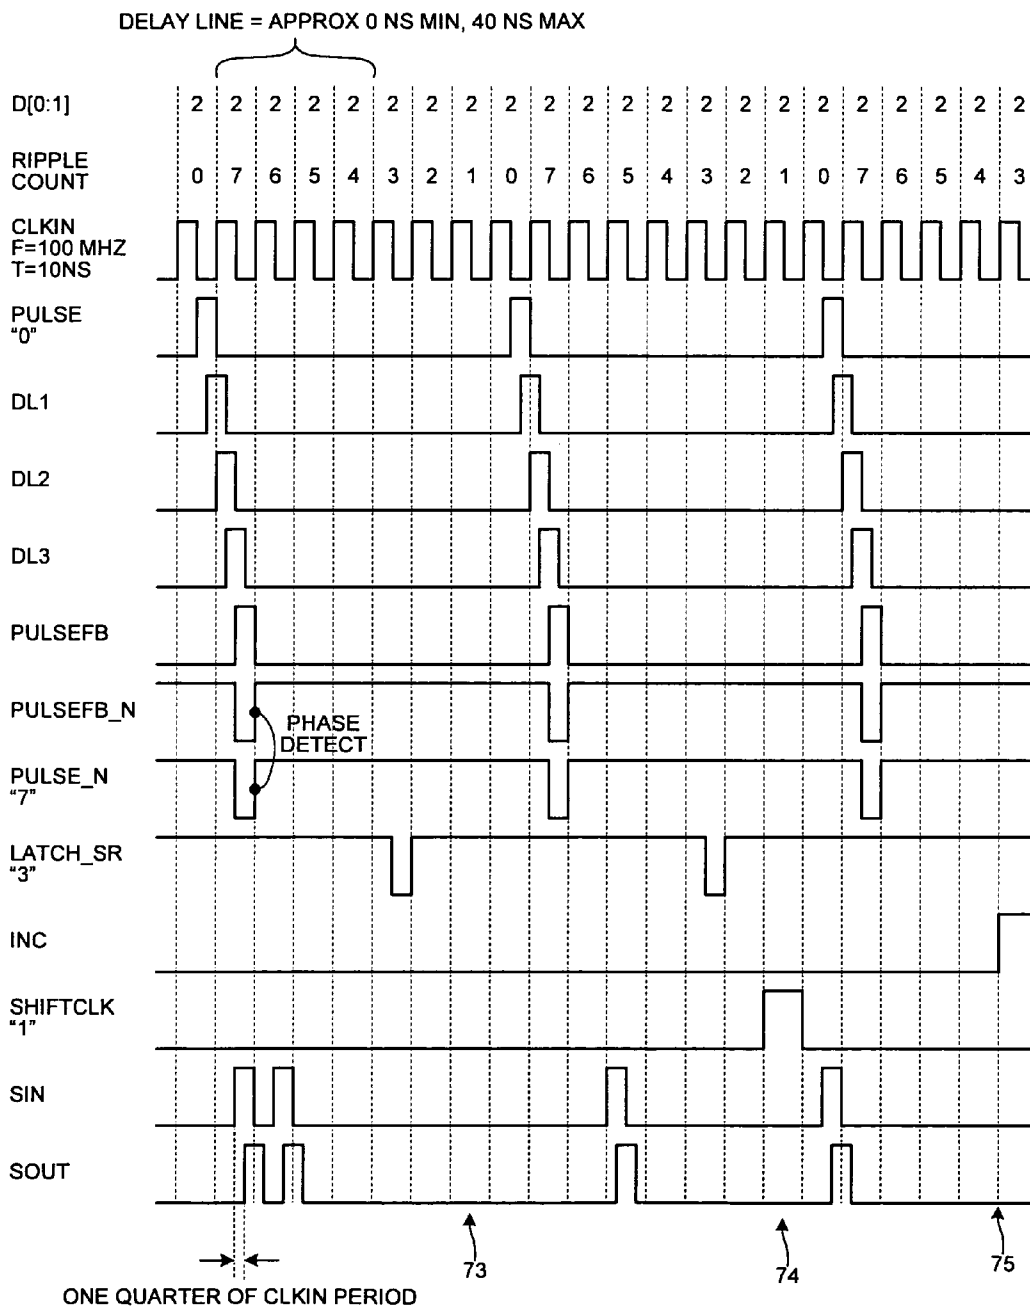 DELAY LINE = APPROX 0 NS MIN, 40 NS MAX
D[0:1] 2 2 2 2 2 2 2 2 2 2 2 2 2 2 2 2 2 2 2 2 2 2
RIPPLE
COUNT 0 7 6 5 4 3 2 1 0 7 6 5 4 3 2 1 0 7 6 5 4 3
CLKIN
F=100 MHZ
T=10NS
PULSE
"0"
DL1
DL2
DL3
PULSEFB
PULSEFB_N
PHASE
DETECT
PULSE_N
"7"
LATCH_SR
"3"
INC
SHIFTCLK
"1"
SIN
SOUT
73
74
75
ONE QUARTER OF CLKIN PERIOD